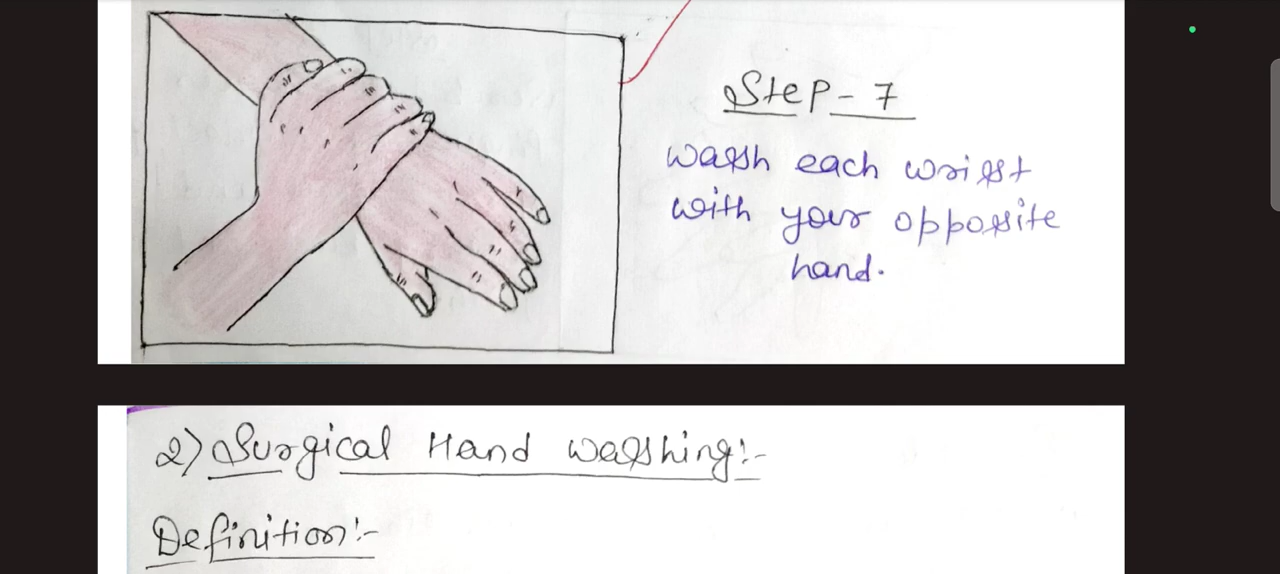 Step - 7
Wash each wrist
with your opposite
hand.
2) Surgical Hand washing:-
Definition:-